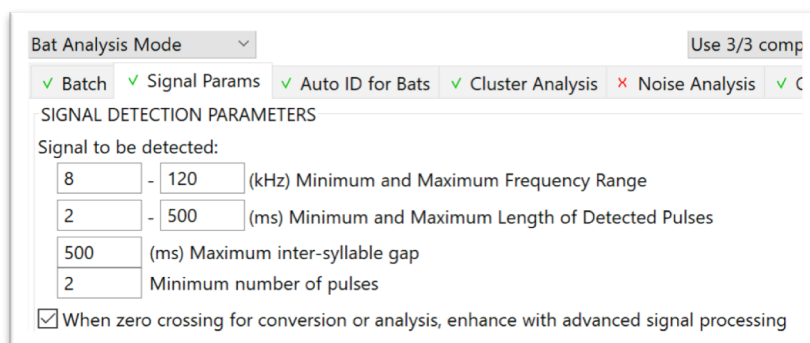 Bat Analysis Mode
Use 3/3 comp
Batch Signal Params Auto ID for Bats Cluster Analysis Noise Analysis
SIGNAL DETECTION PARAMETERS
Signal to be detected:
8 - 120 (kHz) Minimum and Maximum Frequency Range
2 - 500 (ms) Minimum and Maximum Length of Detected Pulses
500 (ms) Maximum inter-syllable gap
2 Minimum number of pulses
When zero crossing for conversion or analysis, enhance with advanced signal processing